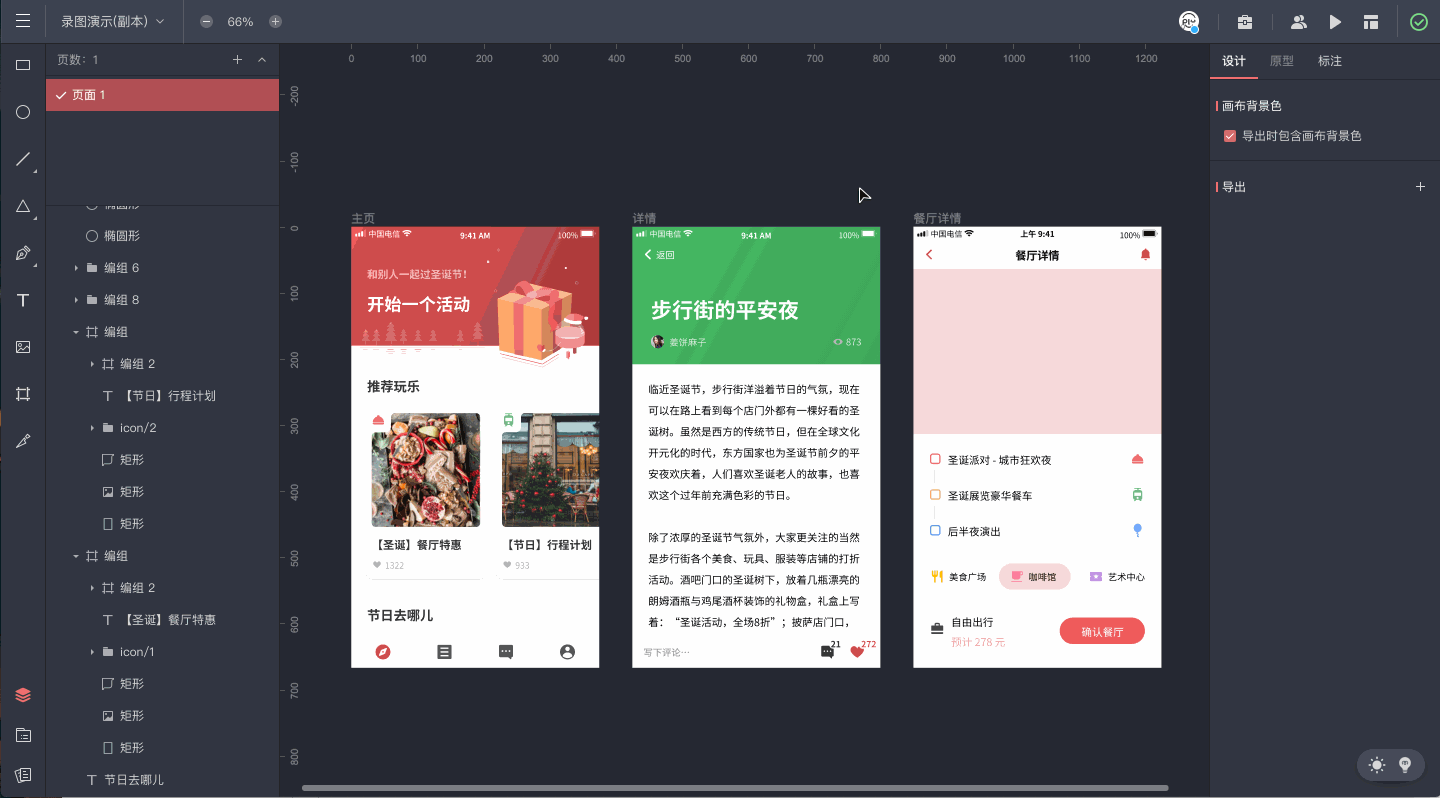 录图演示(副本)
66%
页数: 1
页面 1
椭圆形
椭圆形
编组 6
编组 8
编组
编组 2
【节日】行程计划
icon/2
矩形
矩形
矩形
编组
编组 2
【圣诞】餐厅特惠
icon/1
矩形
矩形
矩形
节日去哪儿
0 100 200 300 400 500 600 700 800 900 1000 1100 1200
-200
-100
0
100
200
300
400
500
600
700
800
主页
中国电信 9:41 AM 100%
和别人一起过圣诞节！
开始一个活动
推荐玩乐
【圣诞】餐厅特惠
1322
【节日】行程计划
933
节日去哪儿
详情
中国电信 9:41 AM 100%
返回
步行街的平安夜
姜饼麻子 873
临近圣诞节，步行街洋溢着节日的气氛，现在
可以在路上看到每个店门外都有一棵好看的圣
诞树。虽然是西方的传统节日，但在全球文化
开元化的时代，东方国家也为圣诞节前夕的平
安夜欢庆着，人们喜欢圣诞老人的故事，也喜
欢这个过年前充满色彩的节日。
除了浓厚的圣诞节气氛外，大家更关注的当然
是步行街各个美食、玩具、服装等店铺的打折
活动。酒吧门口的圣诞树下，放着几瓶漂亮的
朗姆酒瓶与鸡尾酒杯装饰的礼物盒，礼盒上写
着：“圣诞活动，全场8折”；披萨店门口，
写下评论… 21 272
餐厅详情
中国电信 上午 9:41 100%
餐厅详情
圣诞派对 - 城市狂欢夜
圣诞展览豪华餐车
后半夜演出
美食广场 咖啡馆 艺术中心
自由出行
预计 278 元
确认餐厅
设计 原型 标注
画布背景色
导出时包含画布背景色
导出